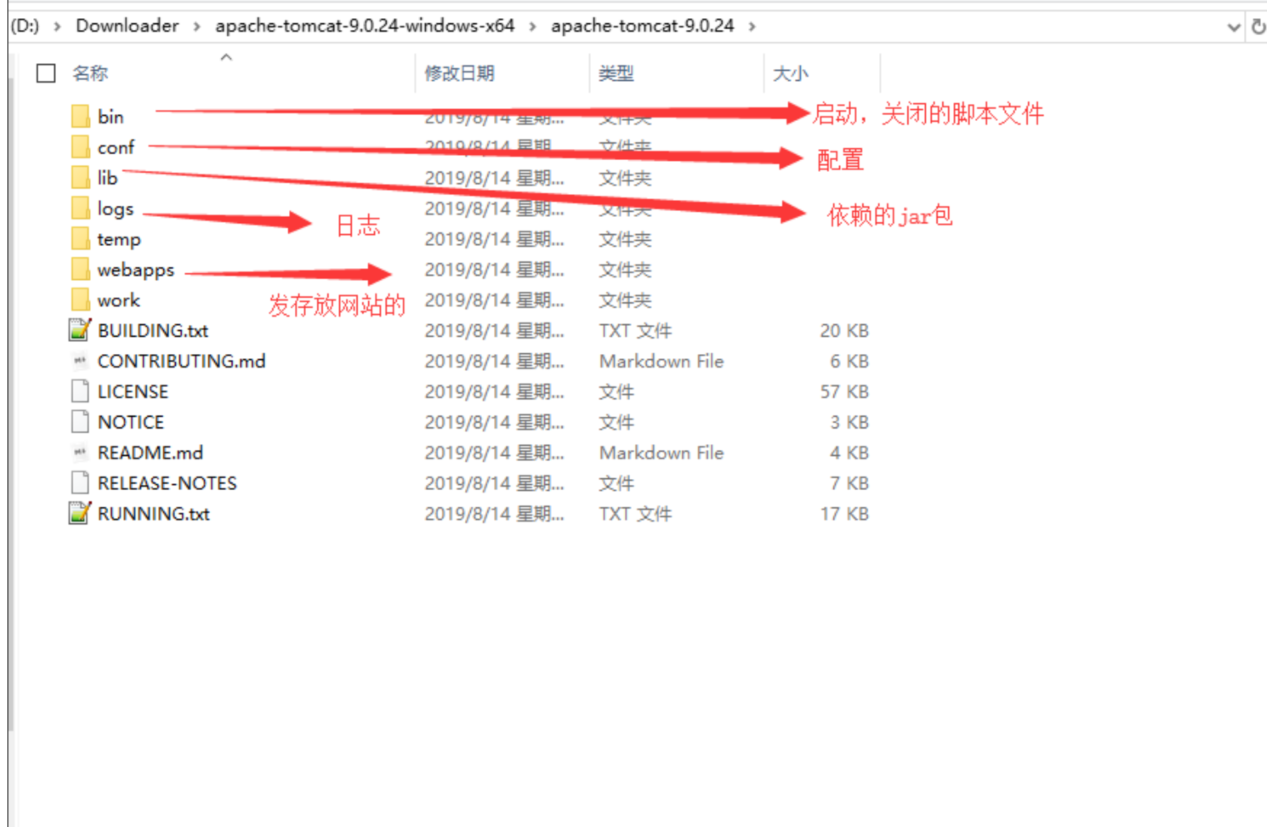 (D:) › Downloader › apache-tomcat-9.0.24-windows-x64 › apache-tomcat-9.0.24 ›
名称 修改日期 类型 大小
bin 2019/8/14 星期... 文件夹 启动，关闭的脚本文件
conf 2019/8/14 星期... 文件夹 配置
lib 2019/8/14 星期... 文件夹
logs 2019/8/14 星期... 文件夹 依赖的jar包
日志
temp 2019/8/14 星期... 文件夹
webapps 2019/8/14 星期... 文件夹
work 2019/8/14 星期... 文件夹
发存放网站的
BUILDING.txt 2019/8/14 星期... TXT 文件 20 KB
CONTRIBUTING.md 2019/8/14 星期... Markdown File 6 KB
LICENSE 2019/8/14 星期... 文件 57 KB
NOTICE 2019/8/14 星期... 文件 3 KB
README.md 2019/8/14 星期... Markdown File 4 KB
RELEASE-NOTES 2019/8/14 星期... 文件 7 KB
RUNNING.txt 2019/8/14 星期... TXT 文件 17 KB